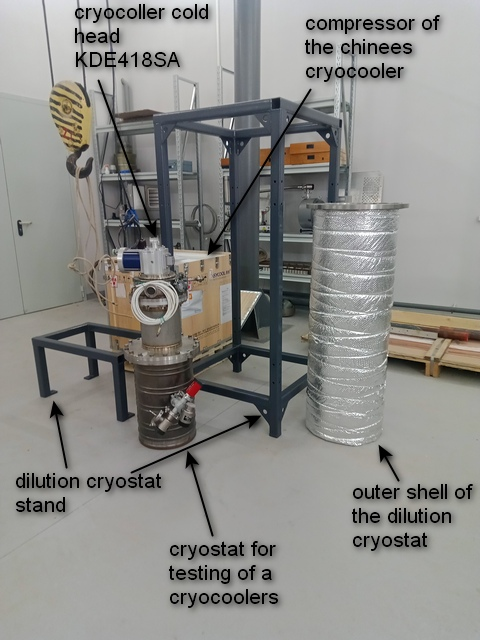 cryocoller cold
head
KDE418SA
compressor of
the chinees
cryocooler
dilution cryostat
stand
cryostat for
testing of a
cryocoolers
outer shell of
the dilution
cryostat